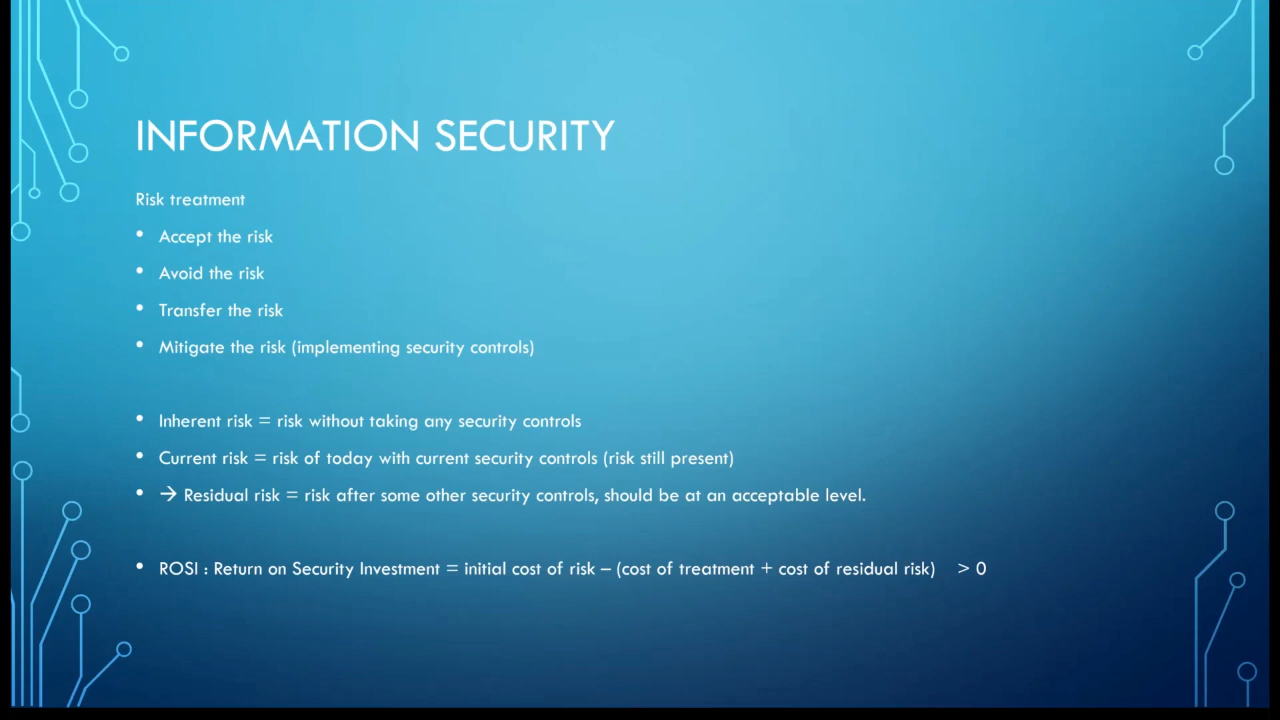 INFORMATION SECURITY
Risk treatment
• Accept the risk
• Avoid the risk
• Transfer the risk
• Mitigate the risk (implementing security controls)
• Inherent risk = risk without taking any security controls
• Current risk = risk of today with current security controls (risk still present)
• → Residual risk = risk after some other security controls, should be at an acceptable level.
• ROSI : Return on Security Investment = initial cost of risk – (cost of treatment + cost of residual risk) > 0